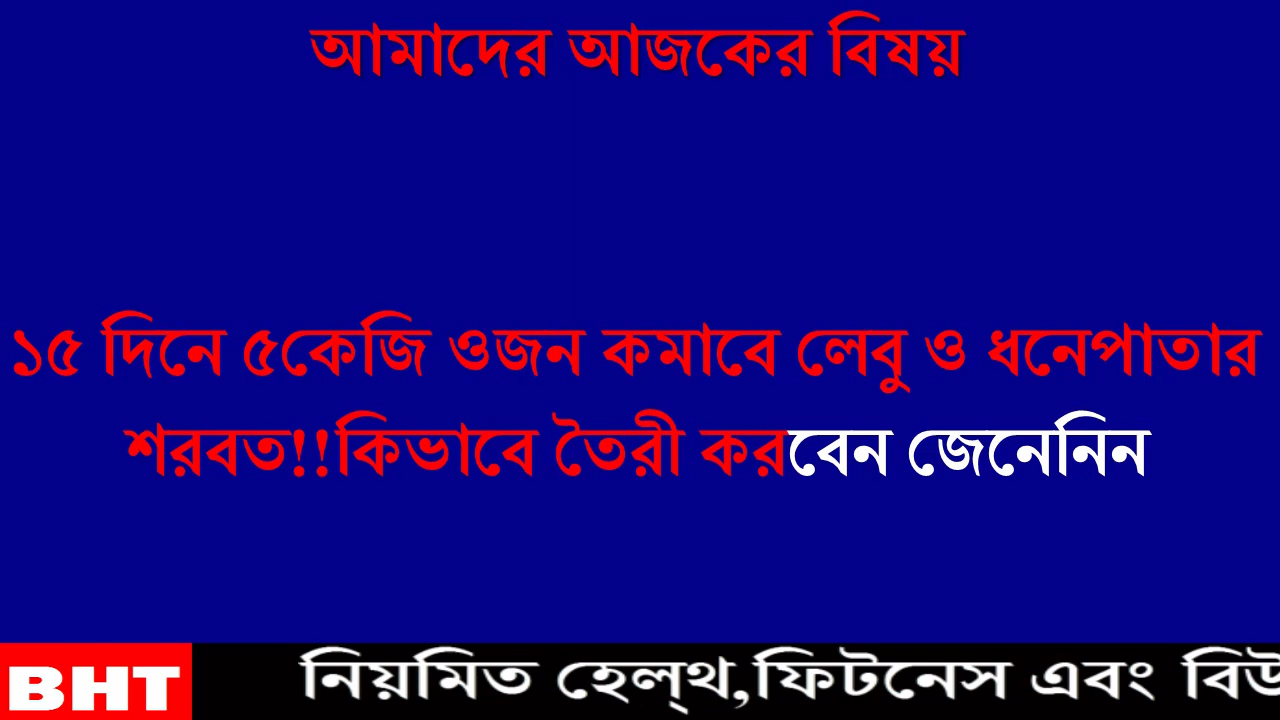 আমাদের আজকের বিষয়
১৫ দিনে ৫কেজি ওজন কমাবে লেবু ও ধনেপাতার
শরবত!!কিভাবে তৈরী করবেন জেনেনিন
BHT নিয়মিত হেল্থ,ফিটনেস এবং